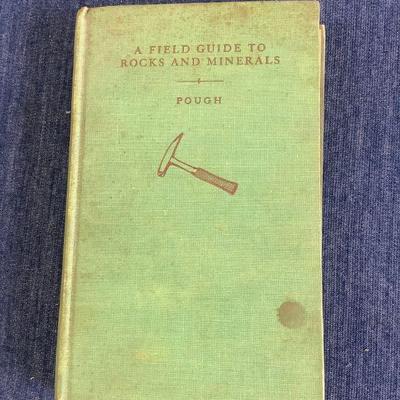 A FIELD GUIDE TO
ROCKS AND MINERALS
POUGH